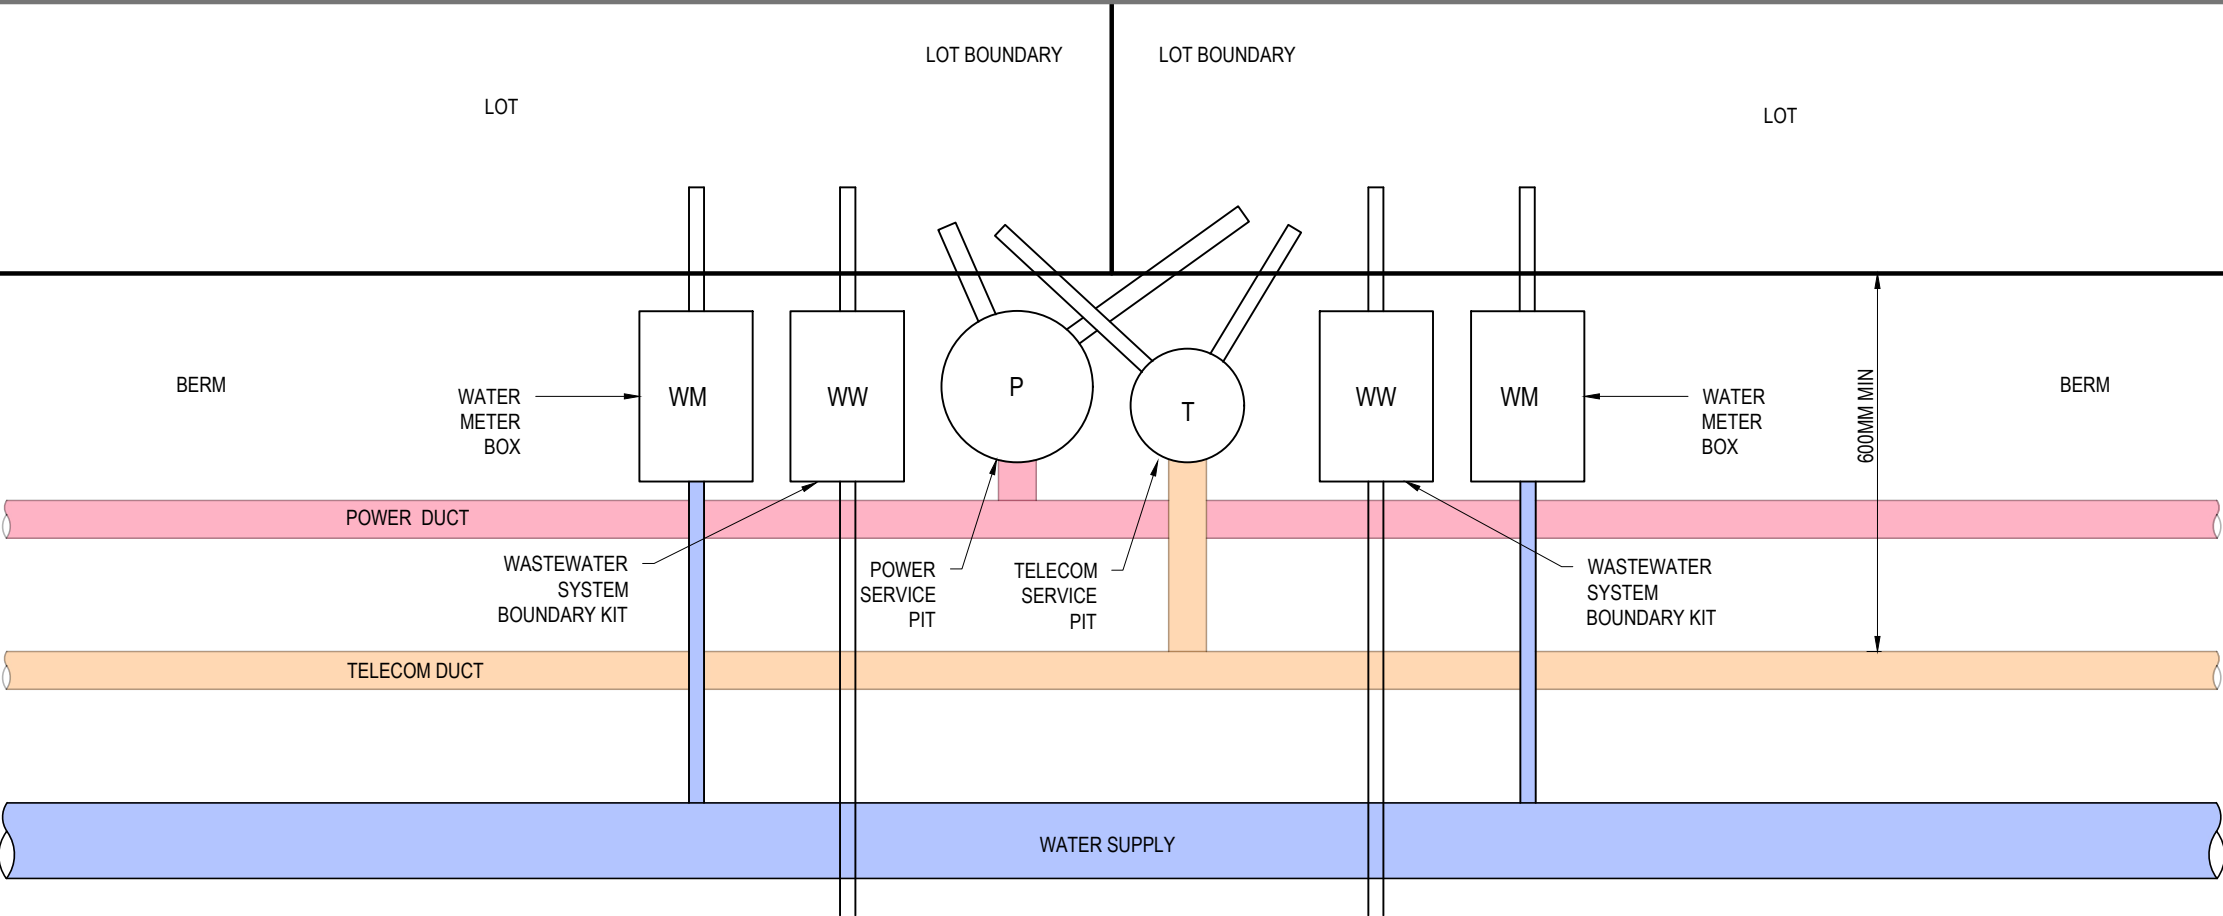 LOT BOUNDARY
LOT BOUNDARY
LOT
LOT
BERM
WATER
METER
BOX
WM
WW
P
T
WW
WM
WATER
METER
BOX
600MM MIN
BERM
POWER DUCT
WASTEWATER
SYSTEM
BOUNDARY KIT
POWER
SERVICE
PIT
TELECOM
SERVICE
PIT
WASTEWATER
SYSTEM
BOUNDARY KIT
TELECOM DUCT
WATER SUPPLY